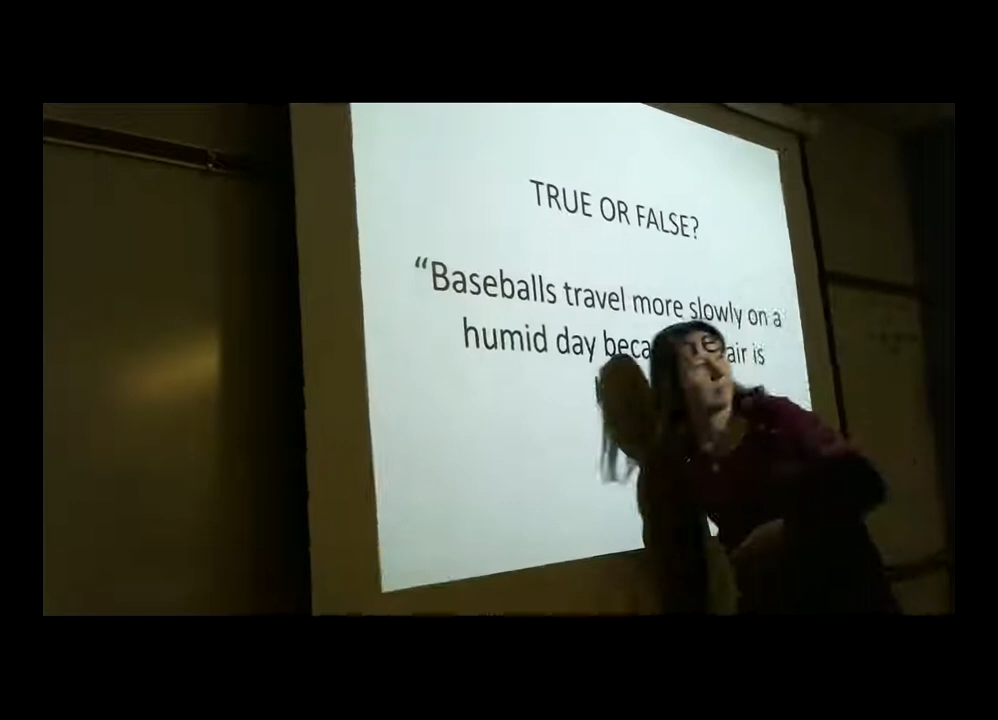 TRUE OR FALSE?
“Baseballs travel more slowly on a
humid day air is